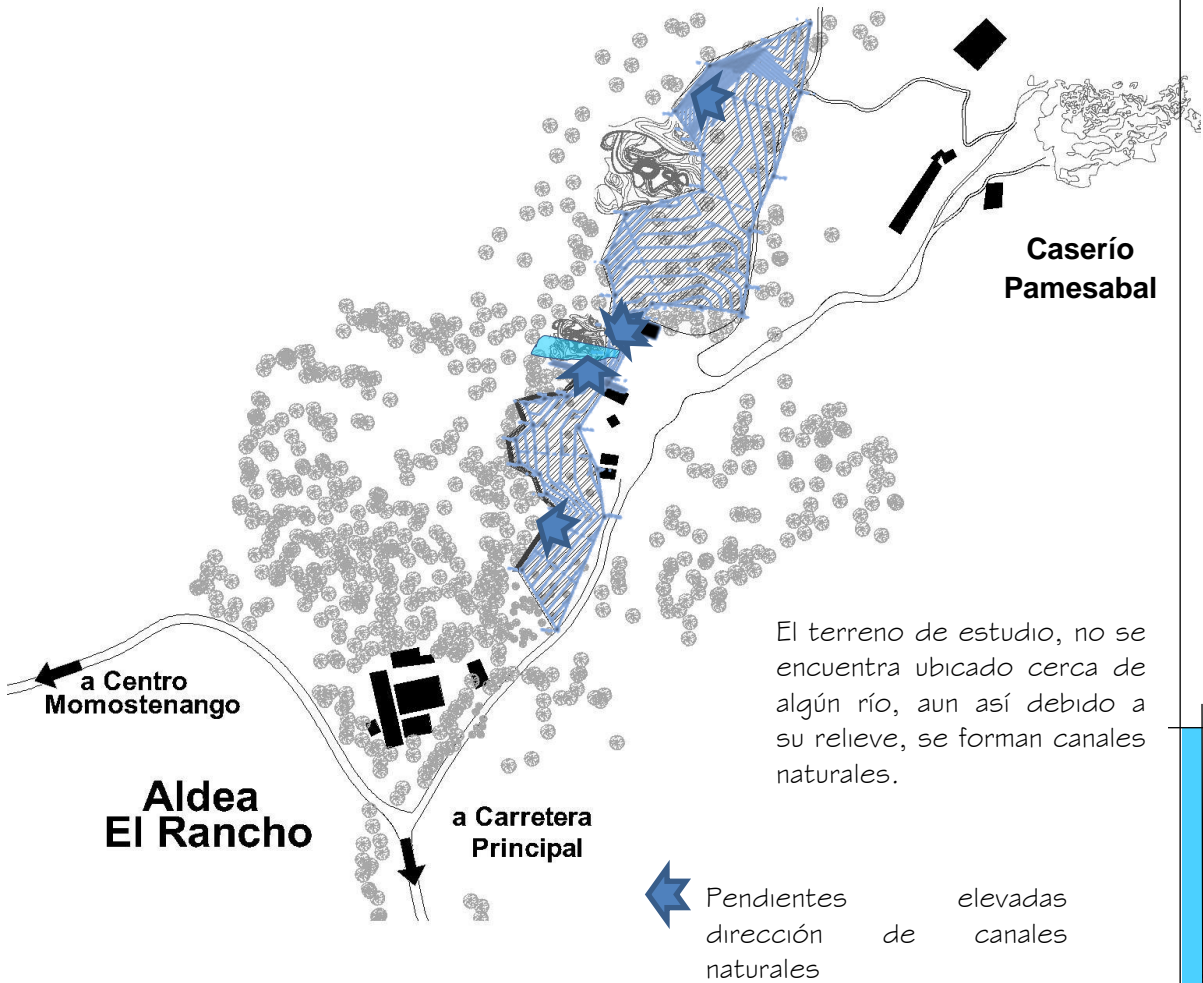 Caserío
Pamesabal
El terreno de estudio, no se
encuentra ubicado cerca de
algún río, aun así debido a
su relieve, se forman canales
naturales.
a Centro
Momostenango
Aldea
El Rancho
a Carretera
Principal
Pendientes elevadas
dirección de canales
naturales